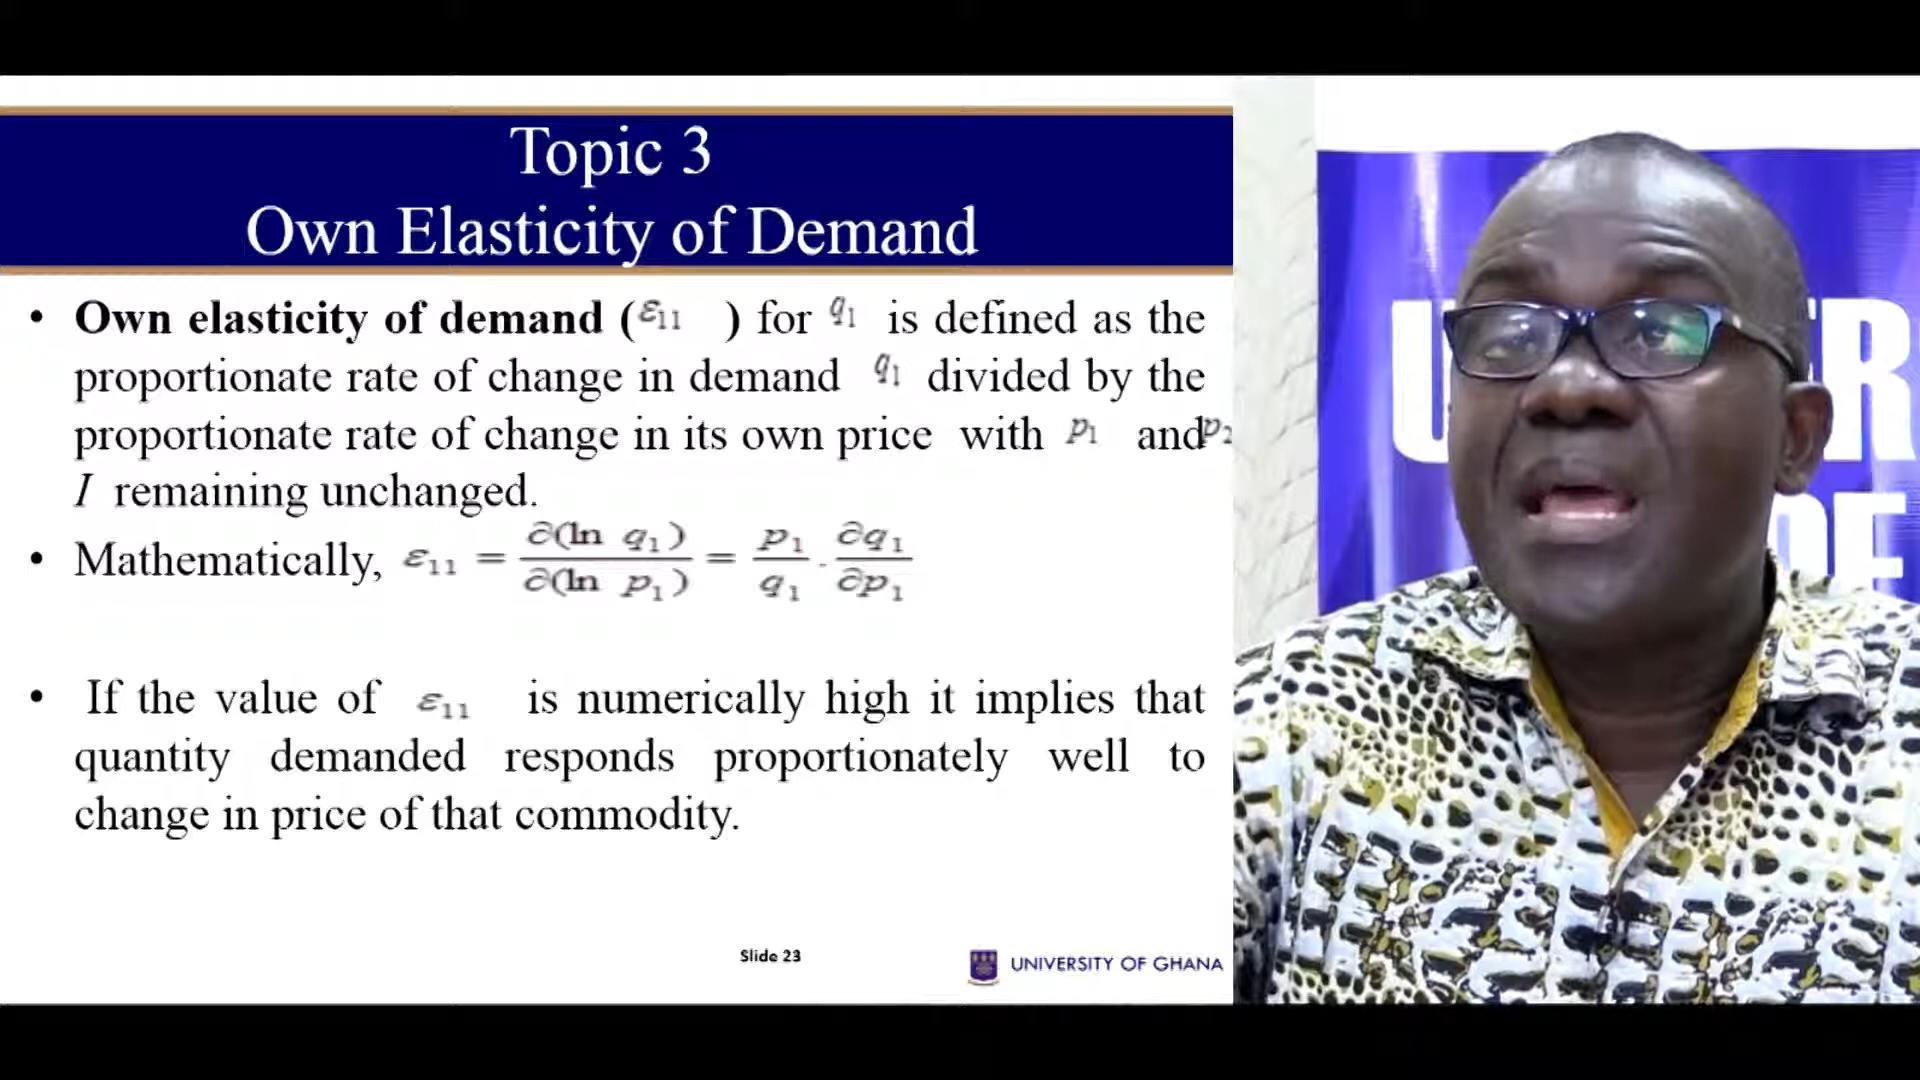 Topic 3
Own Elasticity of Demand
• Own elasticity of demand (ε₁₁ ) for q₁ is defined as the
proportionate rate of change in demand q₁ divided by the
proportionate rate of change in its own price with p₁ and p₂
I remaining unchanged.
• Mathematically, ε₁₁ = ∂(ln q₁)/∂(ln p₁) = p₁/q₁ . ∂q₁/∂p₁
• If the value of ε₁₁ is numerically high it implies that
quantity demanded responds proportionately well to
change in price of that commodity.
Slide 23
UNIVERSITY OF GHANA
OF